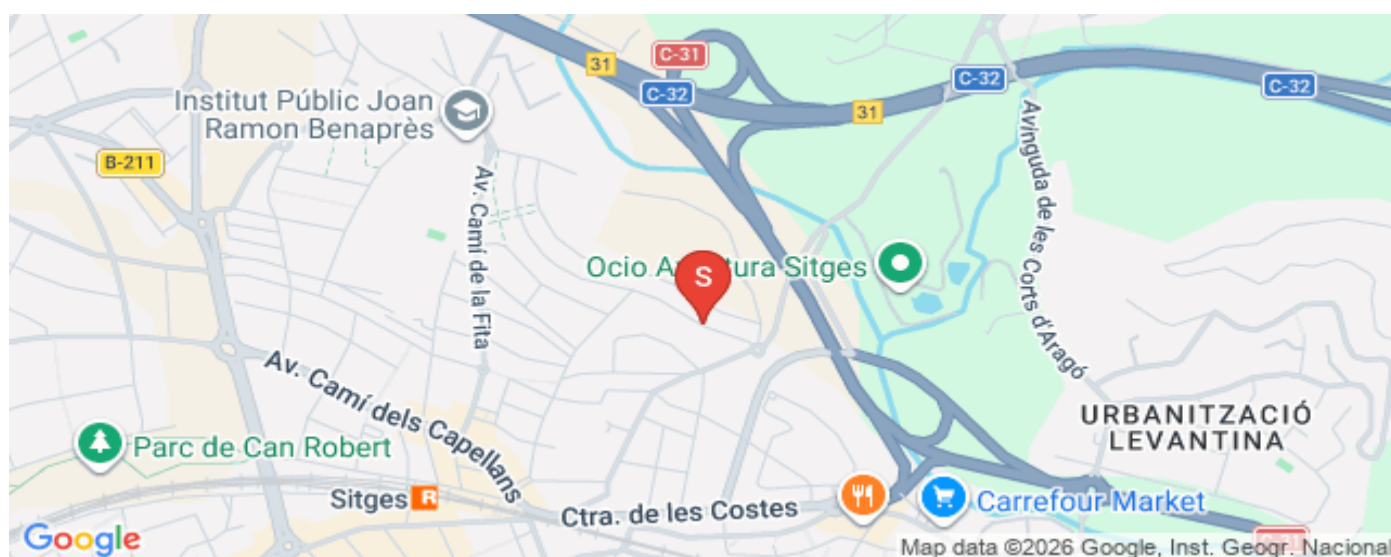 C-31
31
C-32
C-32
C-32
31
Institut Públic Joan
Ramon Benaprès
B-211
Av. Camí de la Fita
Avinguda de les Corts d'Aragó
Ocio A
tura Sitges
S
Av. Camí dels Capellans
URBANITZACIÓ
LEVANTINA
Parc de Can Robert
Sitges R
Ctra. de les Costes
Carrefour Market
C-31
Google
Map data ©2026 Google, Inst. Geogr. Nacional